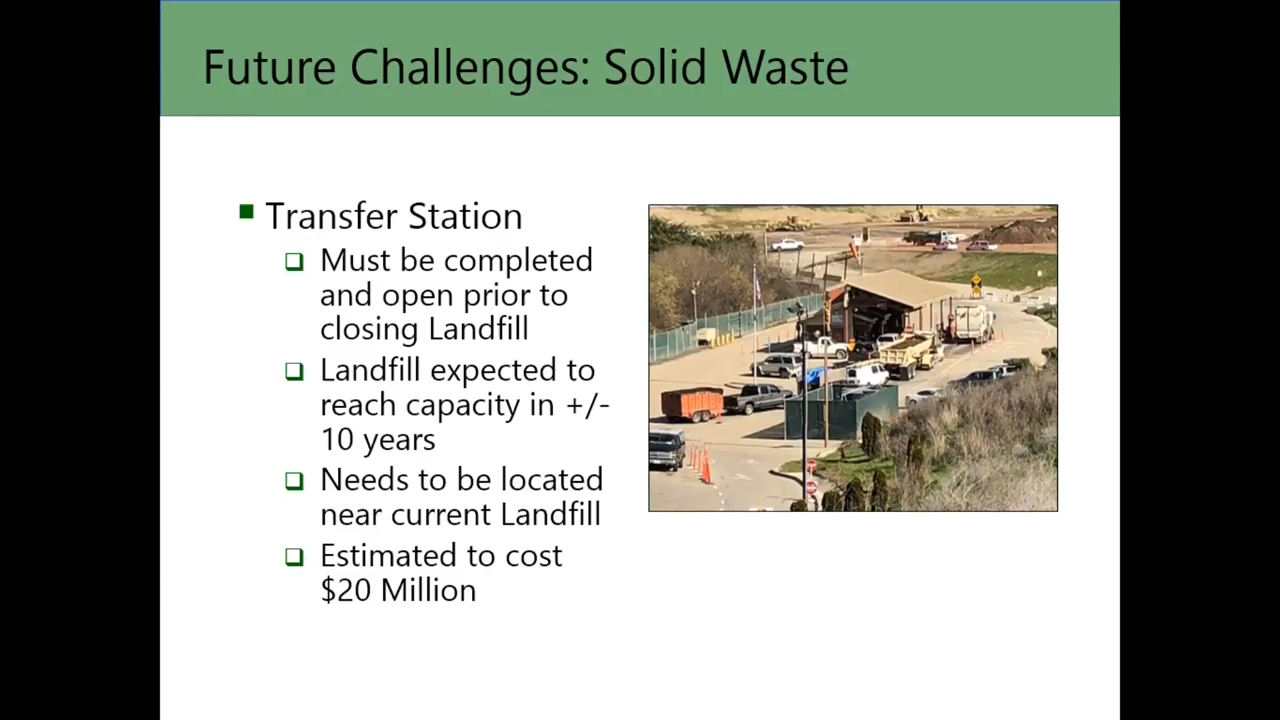 Future Challenges: Solid Waste
Transfer Station
Must be completed
and open prior to
closing Landfill
Landfill expected to
reach capacity in +/-
10 years
Needs to be located
near current Landfill
Estimated to cost
$20 Million